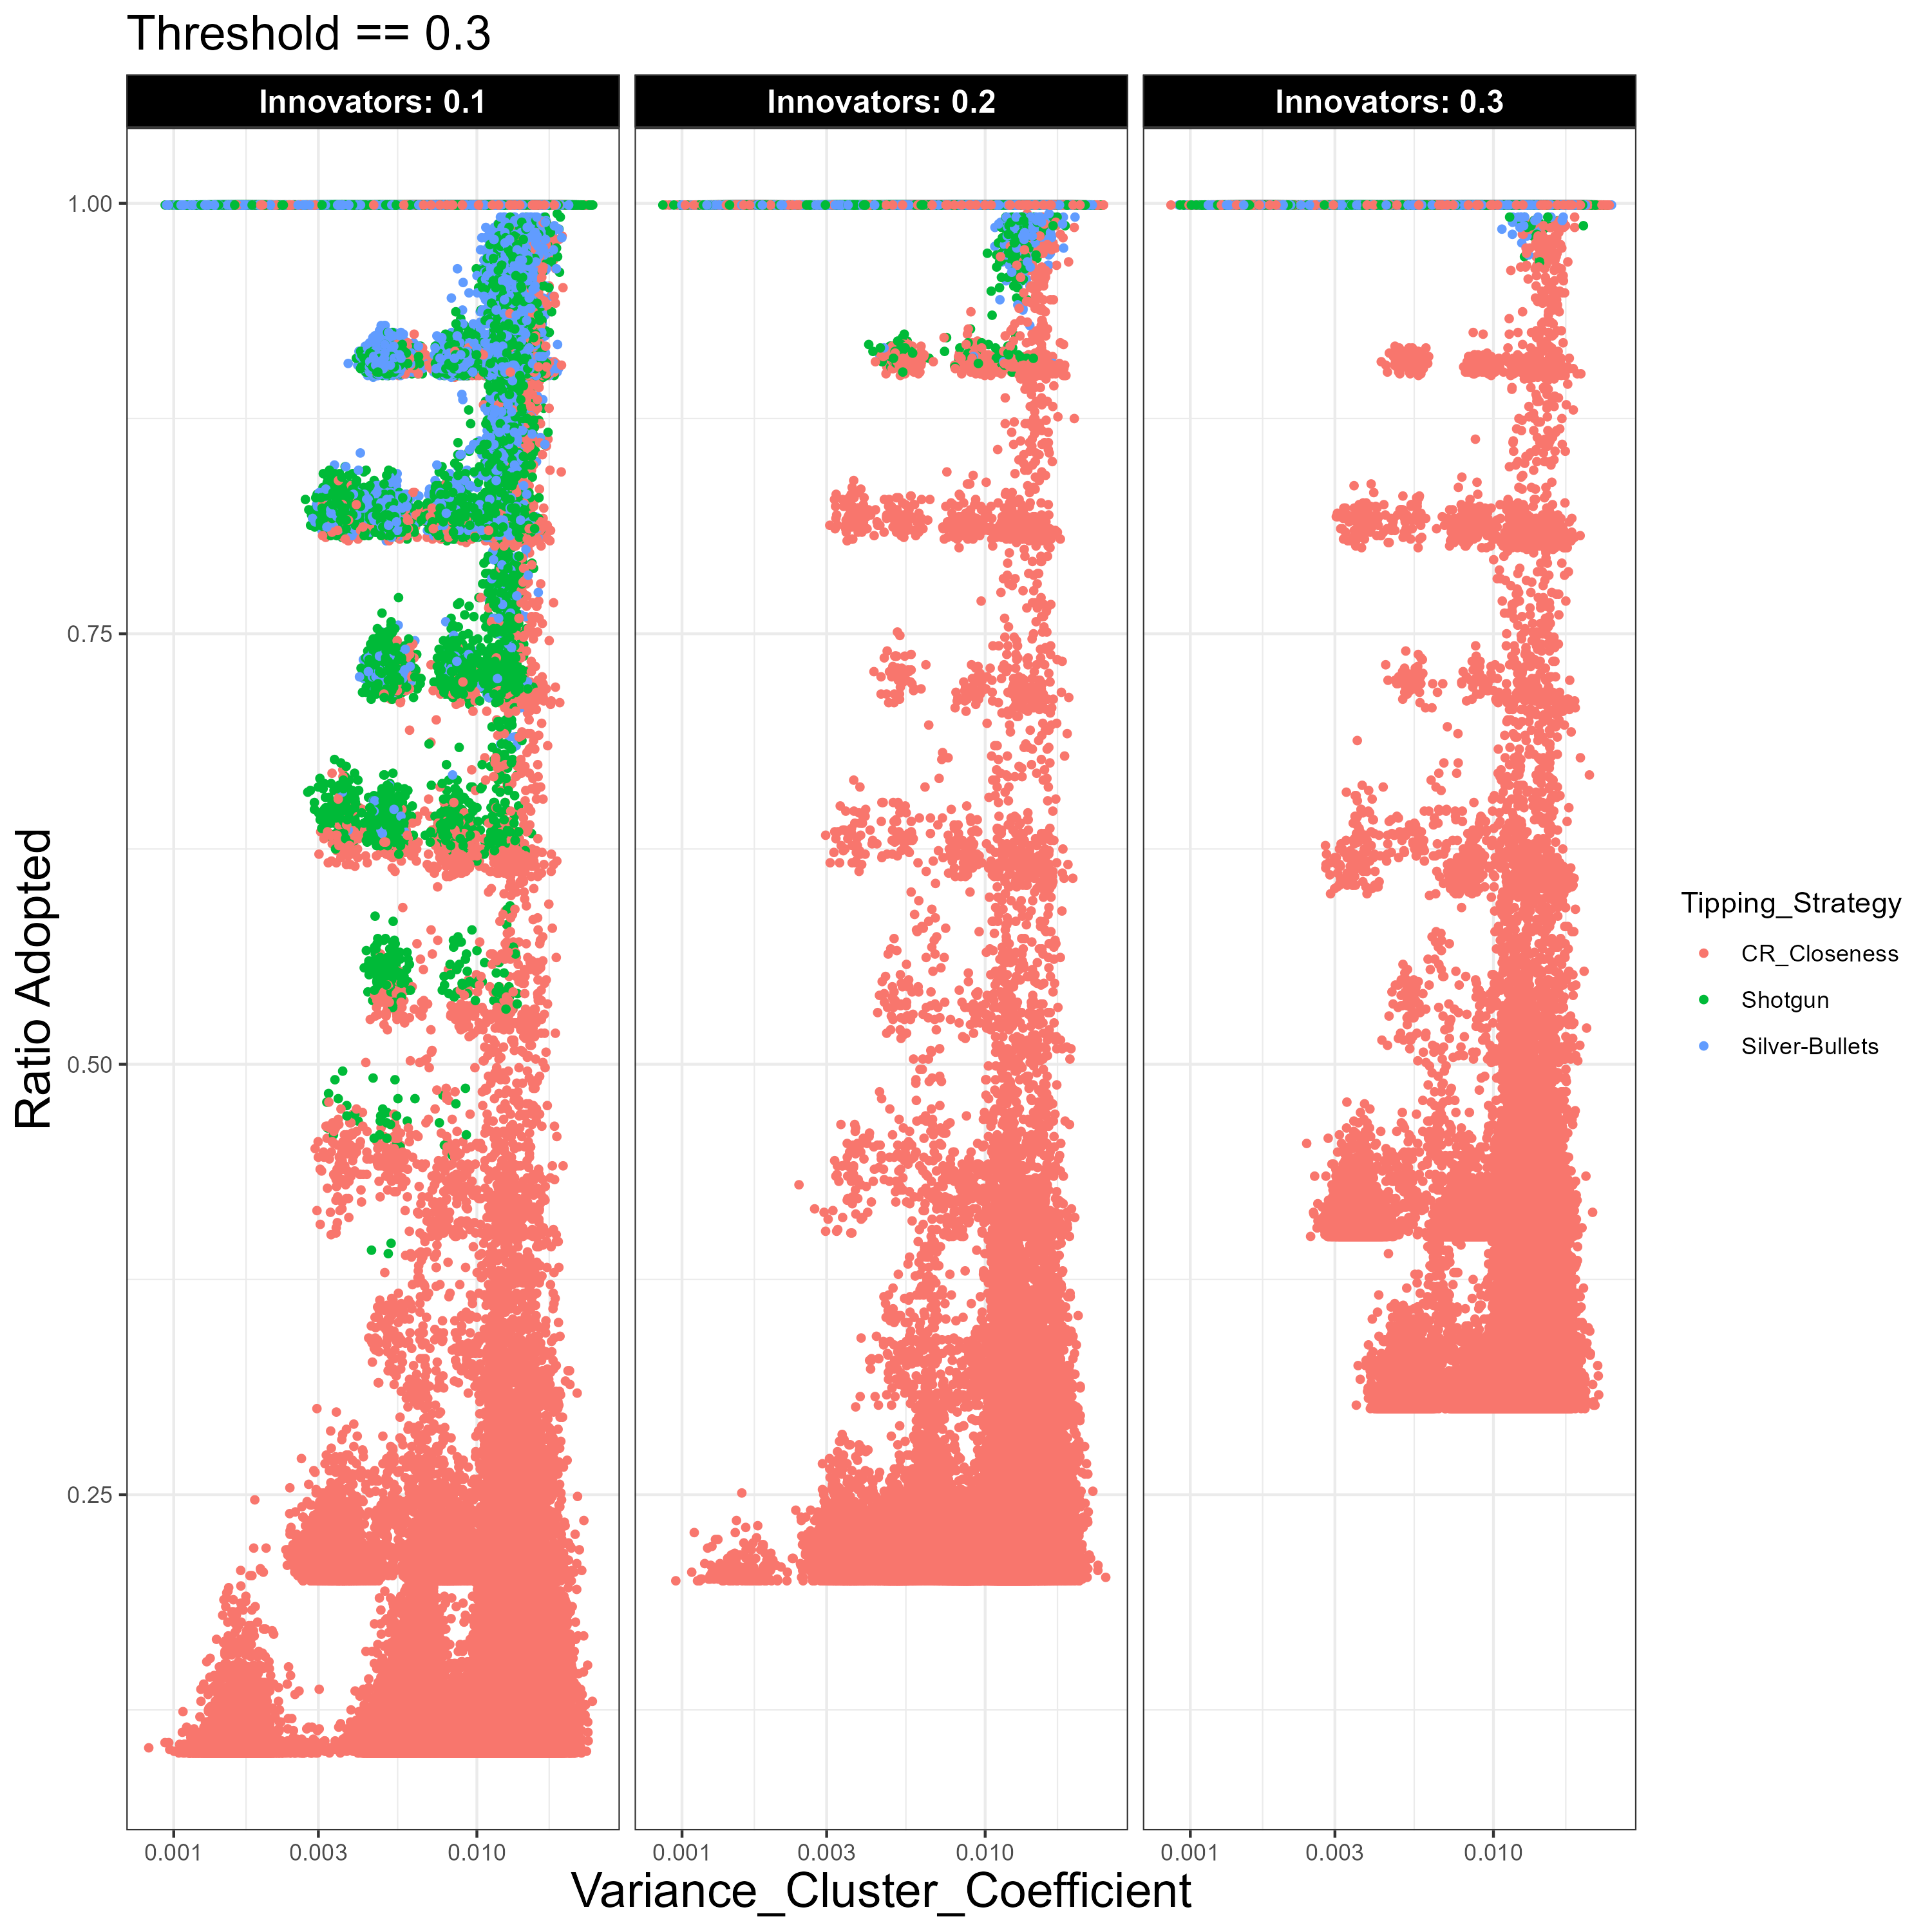 Threshold == 0.3
Innovators: 0.1
Innovators: 0.2
Innovators: 0.3
1.00
0.75
0.50
0.25
Ratio Adopted
0.001
0.003
0.010
0.001
0.003
0.010
0.001
0.003
0.010
Variance_Cluster_Coefficient
Tipping_Strategy
CR_Closeness
Shotgun
Silver-Bullets